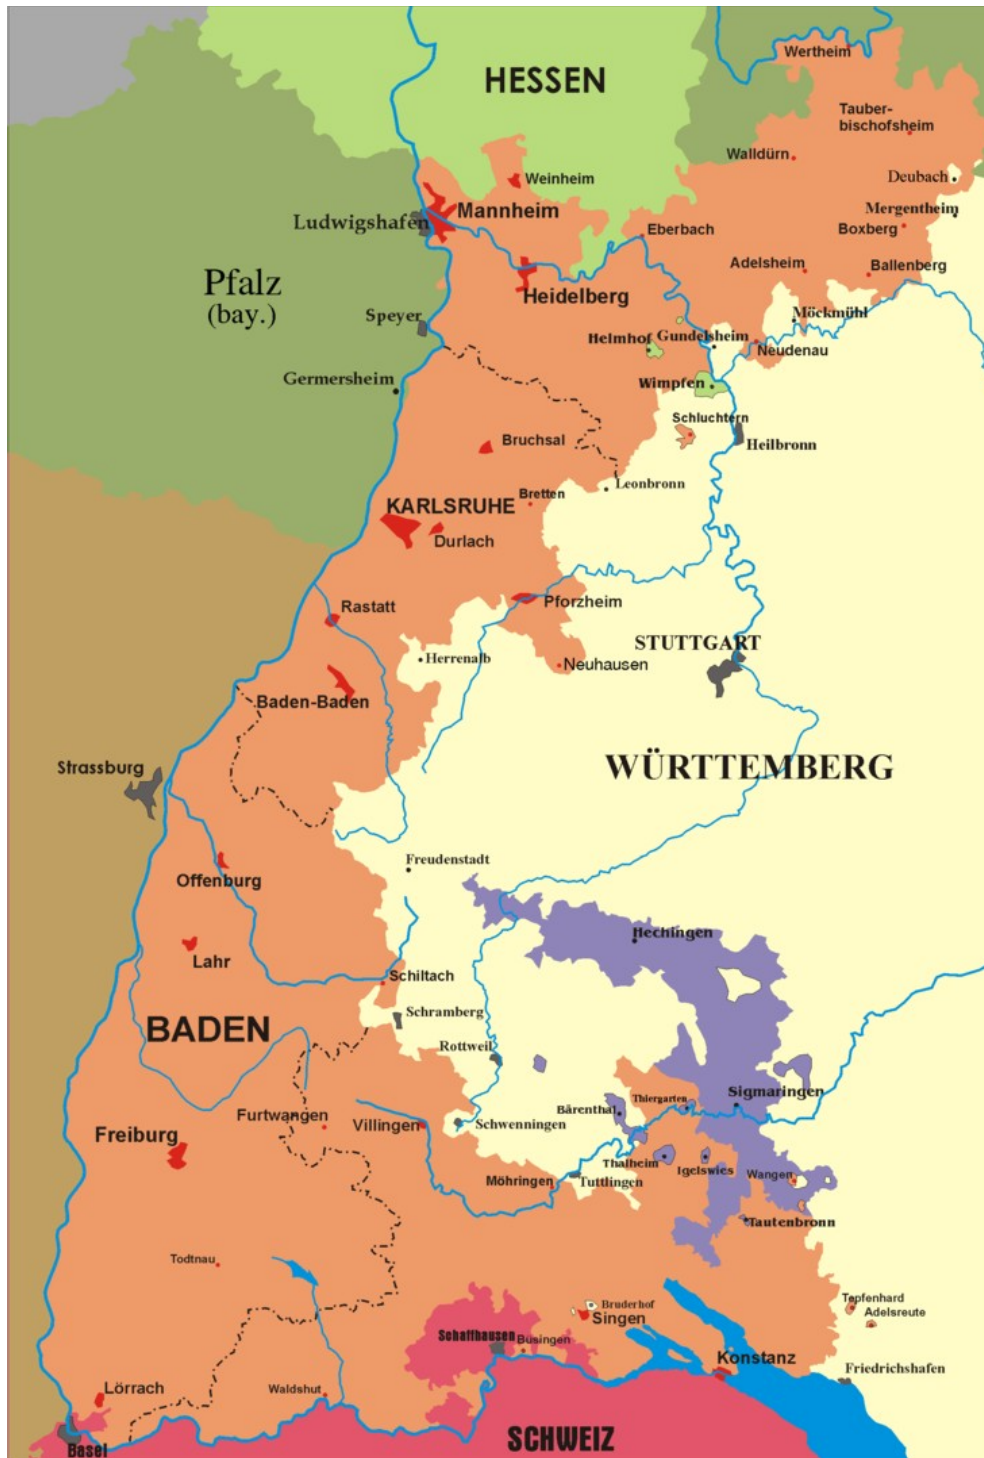 HESSEN
Wertheim
Tauber-
bischofsheim
Walldürn
Deubach
Weinheim
Mannheim
Ludwigshafen
Mergentheim
Boxberg
Eberbach
Pfalz
(bay.)
Adelsheim
Ballenberg
Heidelberg
Speyer
Möckmühl
Helmhof
Gundelsheim
Neudenau
Germersheim
Wimpfen
Schluchtern
Bruchsal
Heilbronn
Leonbronn
Bretten
KARLSRUHE
Durlach
Rastatt
Pforzheim
STUTTGART
Herrenalb
Neuhausen
Baden-Baden
Strassburg
WÜRTTEMBERG
Freudenstadt
Offenburg
Hechingen
Lahr
Schiltach
Schramberg
BADEN
Rottweil
Sigmaringen
Thiergarten
Bärenthal
Furtwangen
Villingen
Schwenningen
Freiburg
Thalheim
Igelswies
Wangen
Möhringen
Tuttlingen
Tautenbronn
Todtnau
Tepfenhard
Adelsreute
Bruderhof
Singen
Schaffhausen
Büsingen
Konstanz
Friedrichshafen
Lörrach
Waldshut
Basel
SCHWEIZ